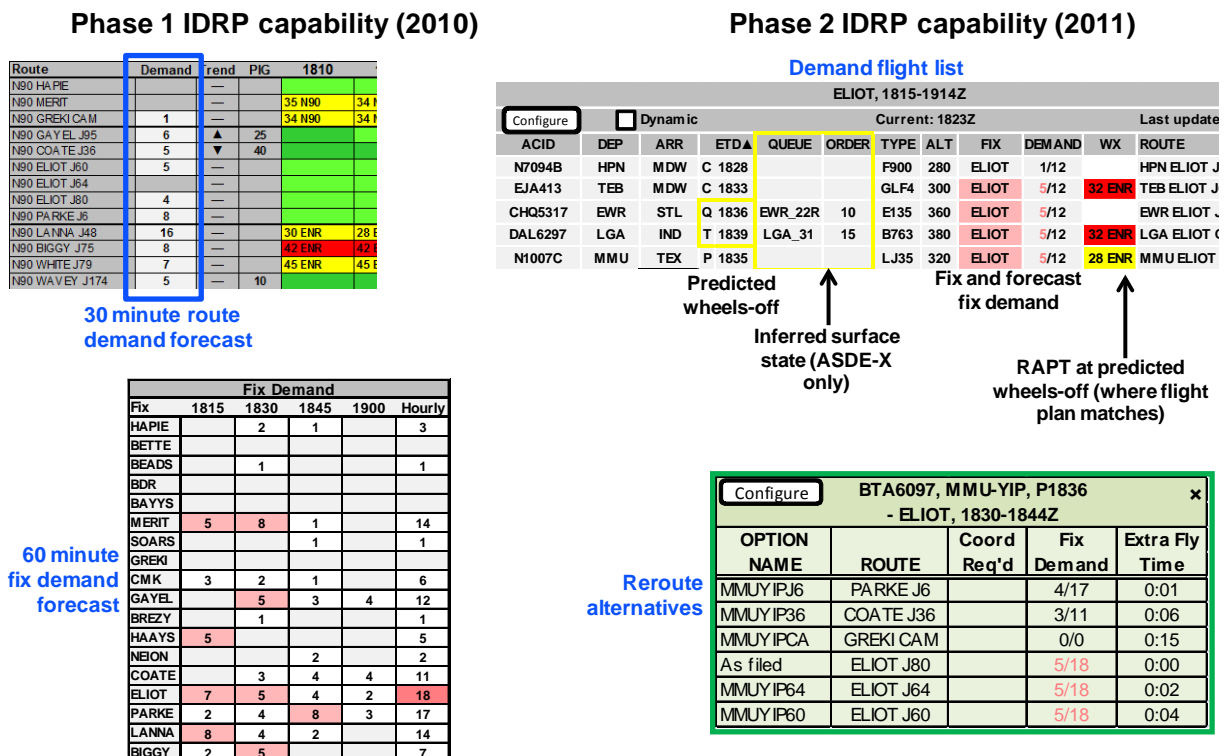 Phase 1 IDRP capability (2010)
Route Demand Trend PIG 1810
N90 HAPIE —
N90 MERIT — 35 N90 34 N
N90 GREKI CAM 1 — 34 N90 34 N
N90 GAYEL J95 6 ▲ 25
N90 COATE J36 5 ▼ 40
N90 ELIOT J60 5 —
N90 ELIOT J64 —
N90 ELIOT J80 4 —
N90 PARKE J6 8 —
N90 LANNA J48 16 — 30 ENR 28 E
N90 BIGGY J75 8 — 42 ENR 42 E
N90 WHITE J79 7 — 45 ENR 45 E
N90 WAVEY J174 5 — 10
30 minute route
demand forecast
Fix Demand
Fix 1815 1830 1845 1900 Hourly
HAPIE 2 1 3
BETTE
BEADS 1 1
BDR
BAYYS
MERIT 5 8 1 14
SOARS 1 1
GREKI
CMK 3 2 1 6
GAYEL 5 3 4 12
BREZY 1 1
HAAYS 5 5
NEION 2 2
COATE 3 4 4 11
ELIOT 7 5 4 2 18
PARKE 2 4 8 3 17
LANNA 8 4 2 14
BIGGY 2 5 7
60 minute
fix demand
forecast
Phase 2 IDRP capability (2011)
Demand flight list
ELIOT, 1815-1914Z
Configure Dynamic Current: 1823Z Last update
ACID DEP ARR ETD▲ QUEUE ORDER TYPE ALT FIX DEMAND WX ROUTE
N7094B HPN MDW C 1828 F900 280 ELIOT 1/12 HPN ELIOT J
EJA413 TEB MDW C 1833 GLF4 300 ELIOT 5/12 32 ENR TEB ELIOT J
CHQ5317 EWR STL Q 1836 EWR_22R 10 E135 360 ELIOT 5/12 EWR ELIOT J
DAL6297 LGA IND T 1839 LGA_31 15 B763 380 ELIOT 5/12 32 ENR LGA ELIOT
N1007C MMU TEX P 1835 LJ35 320 ELIOT 5/12 28 ENR MMU ELIOT
Predicted
wheels-off
Inferred surface
state (ASDE-X
only)
Fix and forecast
fix demand
RAPT at predicted
wheels-off (where flight
plan matches)
Reroute
alternatives
Configure BTA6097, MMU-YIP, P1836 ×
- ELIOT, 1830-1844Z
OPTION Coord Fix Extra Fly
NAME ROUTE Req'd Demand Time
MMUYIPJ6 PARKE J6 4/17 0:01
MMUYIP36 COATE J36 3/11 0:06
MMUYIPCA GREKI CAM 0/0 0:15
As filed ELIOT J80 5/18 0:00
MMUYIP64 ELIOT J64 5/18 0:02
MMUYIP60 ELIOT J60 5/18 0:04